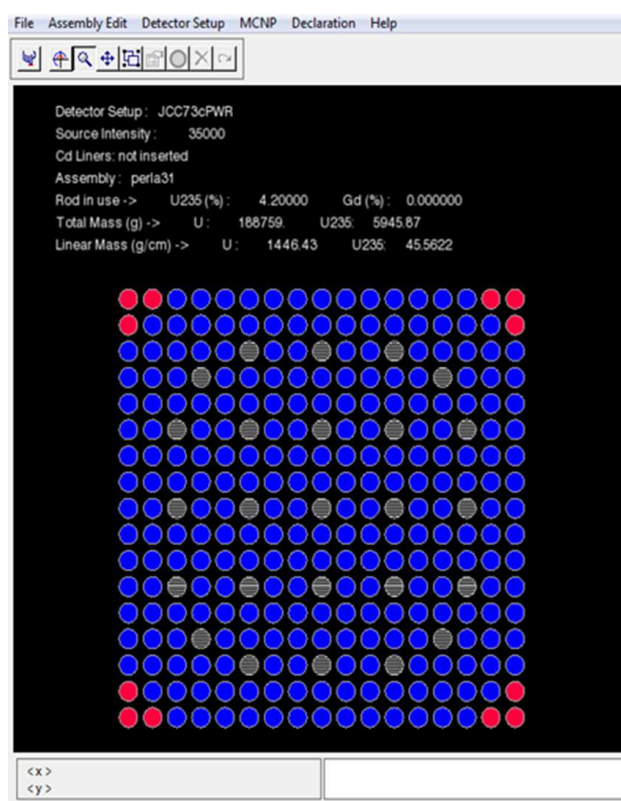 File Assembly Edit Detector Setup MCNP Declaration Help
Detector Setup : JCC73cPWR
Source Intensity : 35000
Cd Liners: not inserted
Assembly : perla31
Rod in use -> U235 (%) : 4.20000 Gd (%) : 0.000000
Total Mass (g) -> U : 188759. U235: 5945.87
Linear Mass (g/cm) -> U : 1446.43 U235: 45.5622
<x>
<y>